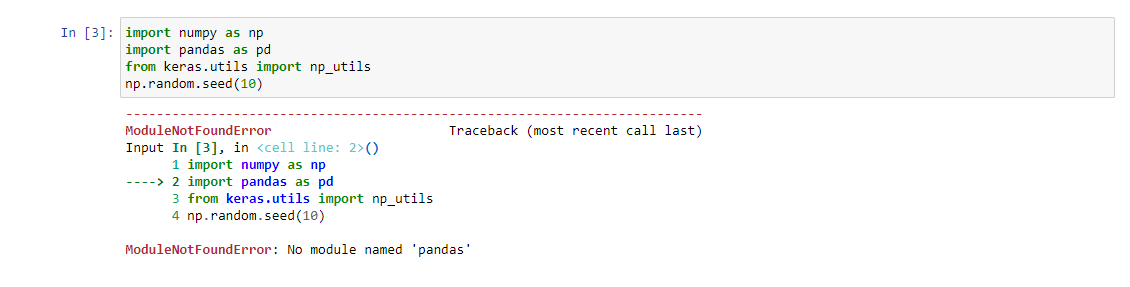 In [3]: import numpy as np
import pandas as pd
from keras.utils import np_utils
np.random.seed(10)
---------------------------------------------------------------------------
ModuleNotFoundError                       Traceback (most recent call last)
Input In [3], in <cell line: 2>()
      1 import numpy as np
----> 2 import pandas as pd
      3 from keras.utils import np_utils
      4 np.random.seed(10)
ModuleNotFoundError: No module named 'pandas'